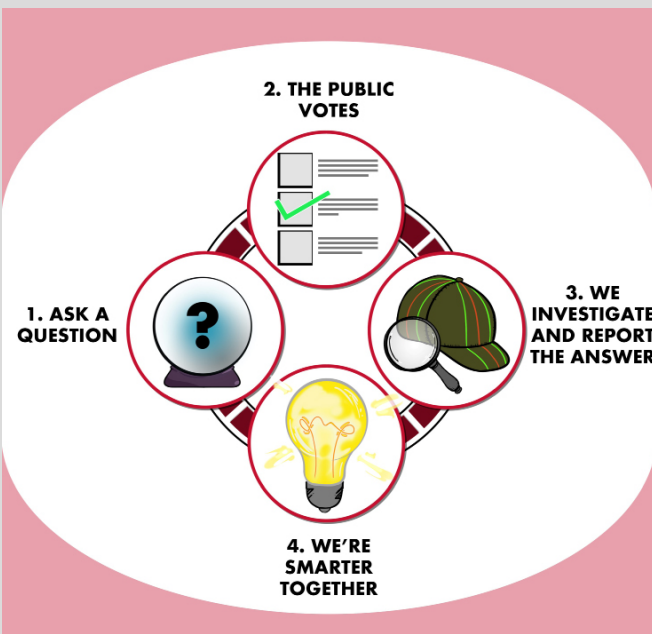 2. THE PUBLIC
VOTES
?
1. ASK A
QUESTION
3. WE
INVESTIGATE
AND REPORT
THE ANSWER
4. WE'RE
SMARTER
TOGETHER